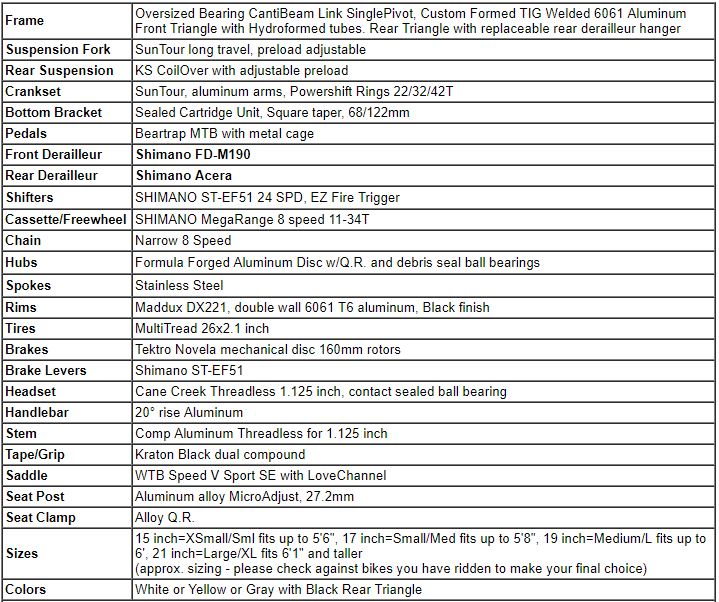 Frame Oversized Bearing CantiBeam Link SinglePivot, Custom Formed TIG Welded 6061 Aluminum
Front Triangle with Hydroformed tubes. Rear Triangle with replaceable rear derailleur hanger
Suspension Fork SunTour long travel, preload adjustable
Rear Suspension KS CoilOver with adjustable preload
Crankset SunTour, aluminum arms, Powershift Rings 22/32/42T
Bottom Bracket Sealed Cartridge Unit, Square taper, 68/122mm
Pedals Beartrap MTB with metal cage
Front Derailleur Shimano FD-M190
Rear Derailleur Shimano Acera
Shifters SHIMANO ST-EF51 24 SPD, EZ Fire Trigger
Cassette/Freewheel SHIMANO MegaRange 8 speed 11-34T
Chain Narrow 8 Speed
Hubs Formula Forged Aluminum Disc w/Q.R. and debris seal ball bearings
Spokes Stainless Steel
Rims Maddux DX221, double wall 6061 T6 aluminum, Black finish
Tires MultiTread 26x2.1 inch
Brakes Tektro Novela mechanical disc 160mm rotors
Brake Levers Shimano ST-EF51
Headset Cane Creek Threadless 1.125 inch, contact sealed ball bearing
Handlebar 20° rise Aluminum
Stem Comp Aluminum Threadless for 1.125 inch
Tape/Grip Kraton Black dual compound
Saddle WTB Speed V Sport SE with LoveChannel
Seat Post Aluminum alloy MicroAdjust, 27.2mm
Seat Clamp Alloy Q.R.
Sizes 15 inch=XSmall/Sml fits up to 5'6", 17 inch=Small/Med fits up to 5'8", 19 inch=Medium/L fits up to
6', 21 inch=Large/XL fits 6'1" and taller
(approx. sizing - please check against bikes you have ridden to make your final choice)
Colors White or Yellow or Gray with Black Rear Triangle